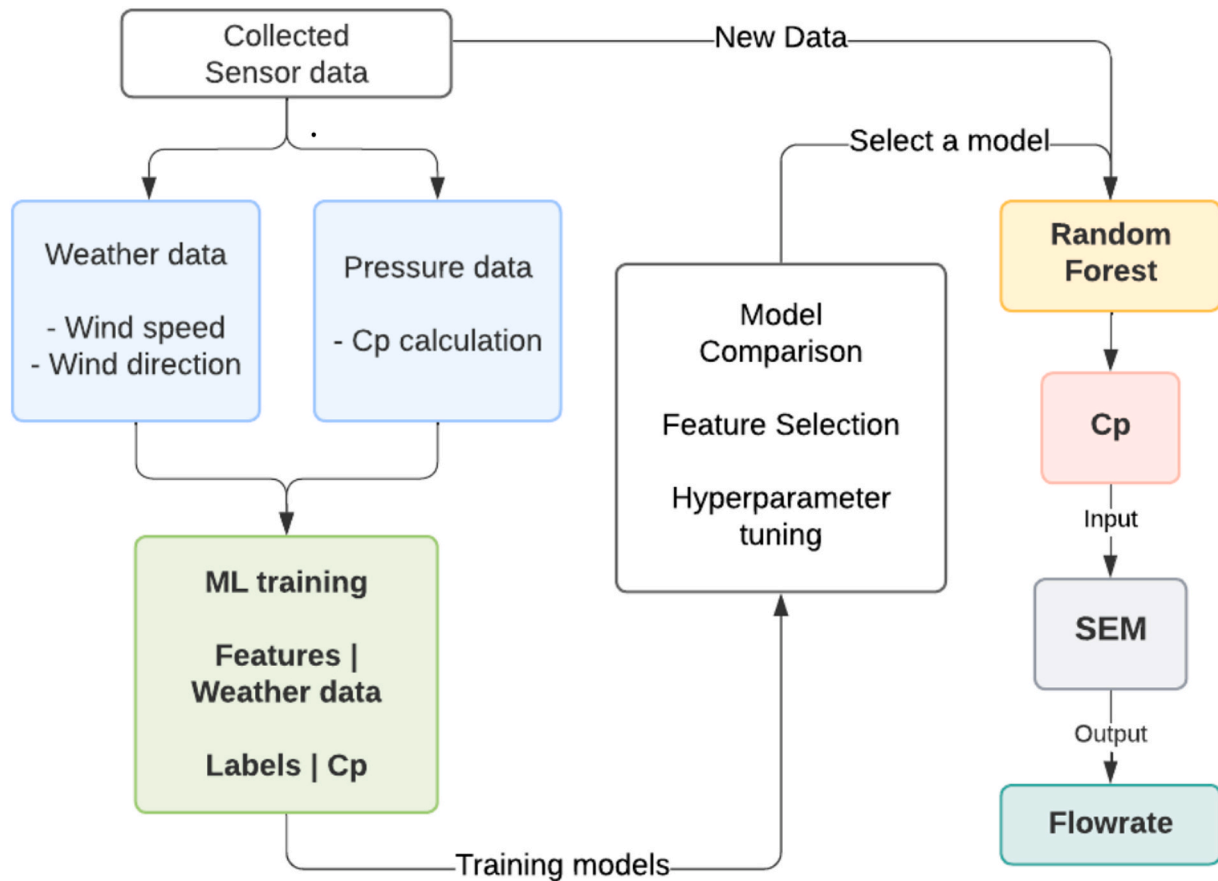 Collected
Sensor data
New Data
Select a model
Weather data
- Wind speed
- Wind direction
Pressure data
- Cp calculation
ML training
Features |
Weather data
Labels | Cp
Training models
Model
Comparison
Feature Selection
Hyperparameter
tuning
Random
Forest
Cp
Input
SEM
Output
Flowrate